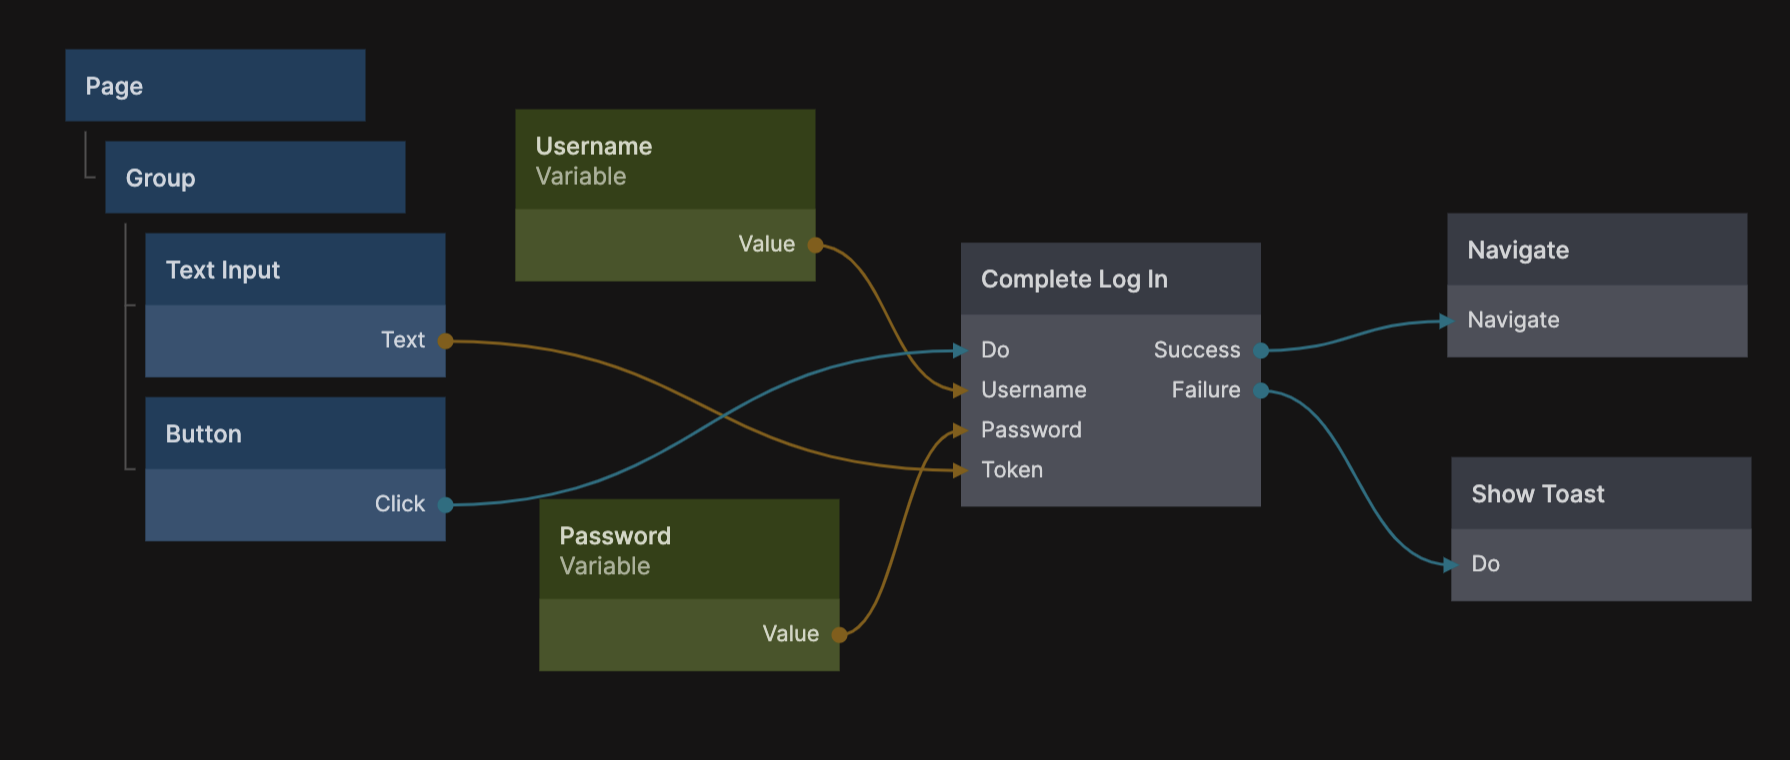 Page
Group
Text Input
Text
Button
Click
Username
Variable
Value
Password
Variable
Value
Complete Log In
Do
Success
Username
Failure
Password
Token
Navigate
Navigate
Show Toast
Do